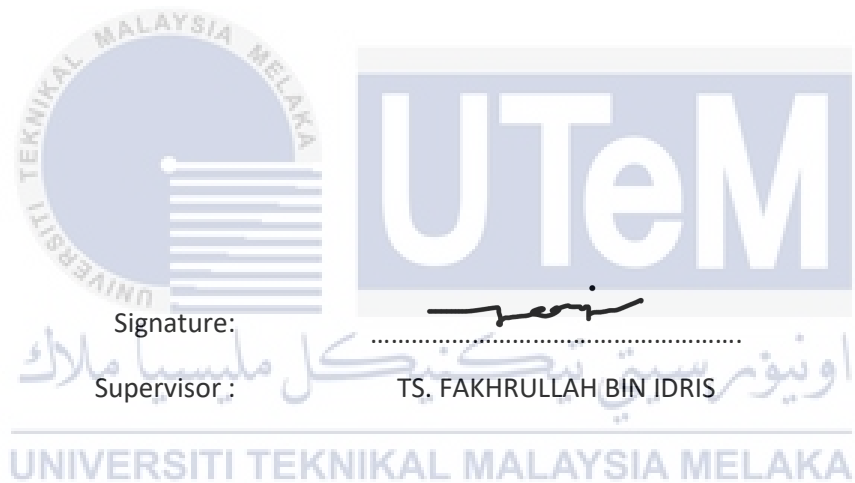 UNIVERSITI TEKNIKAL MALAYSIA MELAKA
UTeM
Signature:
....................................................
Supervisor :
TS. FAKHRULLAH BIN IDRIS
اونيۏرسيتي تيكنيكل مليسيا ملاك
UNIVERSITI TEKNIKAL MALAYSIA MELAKA